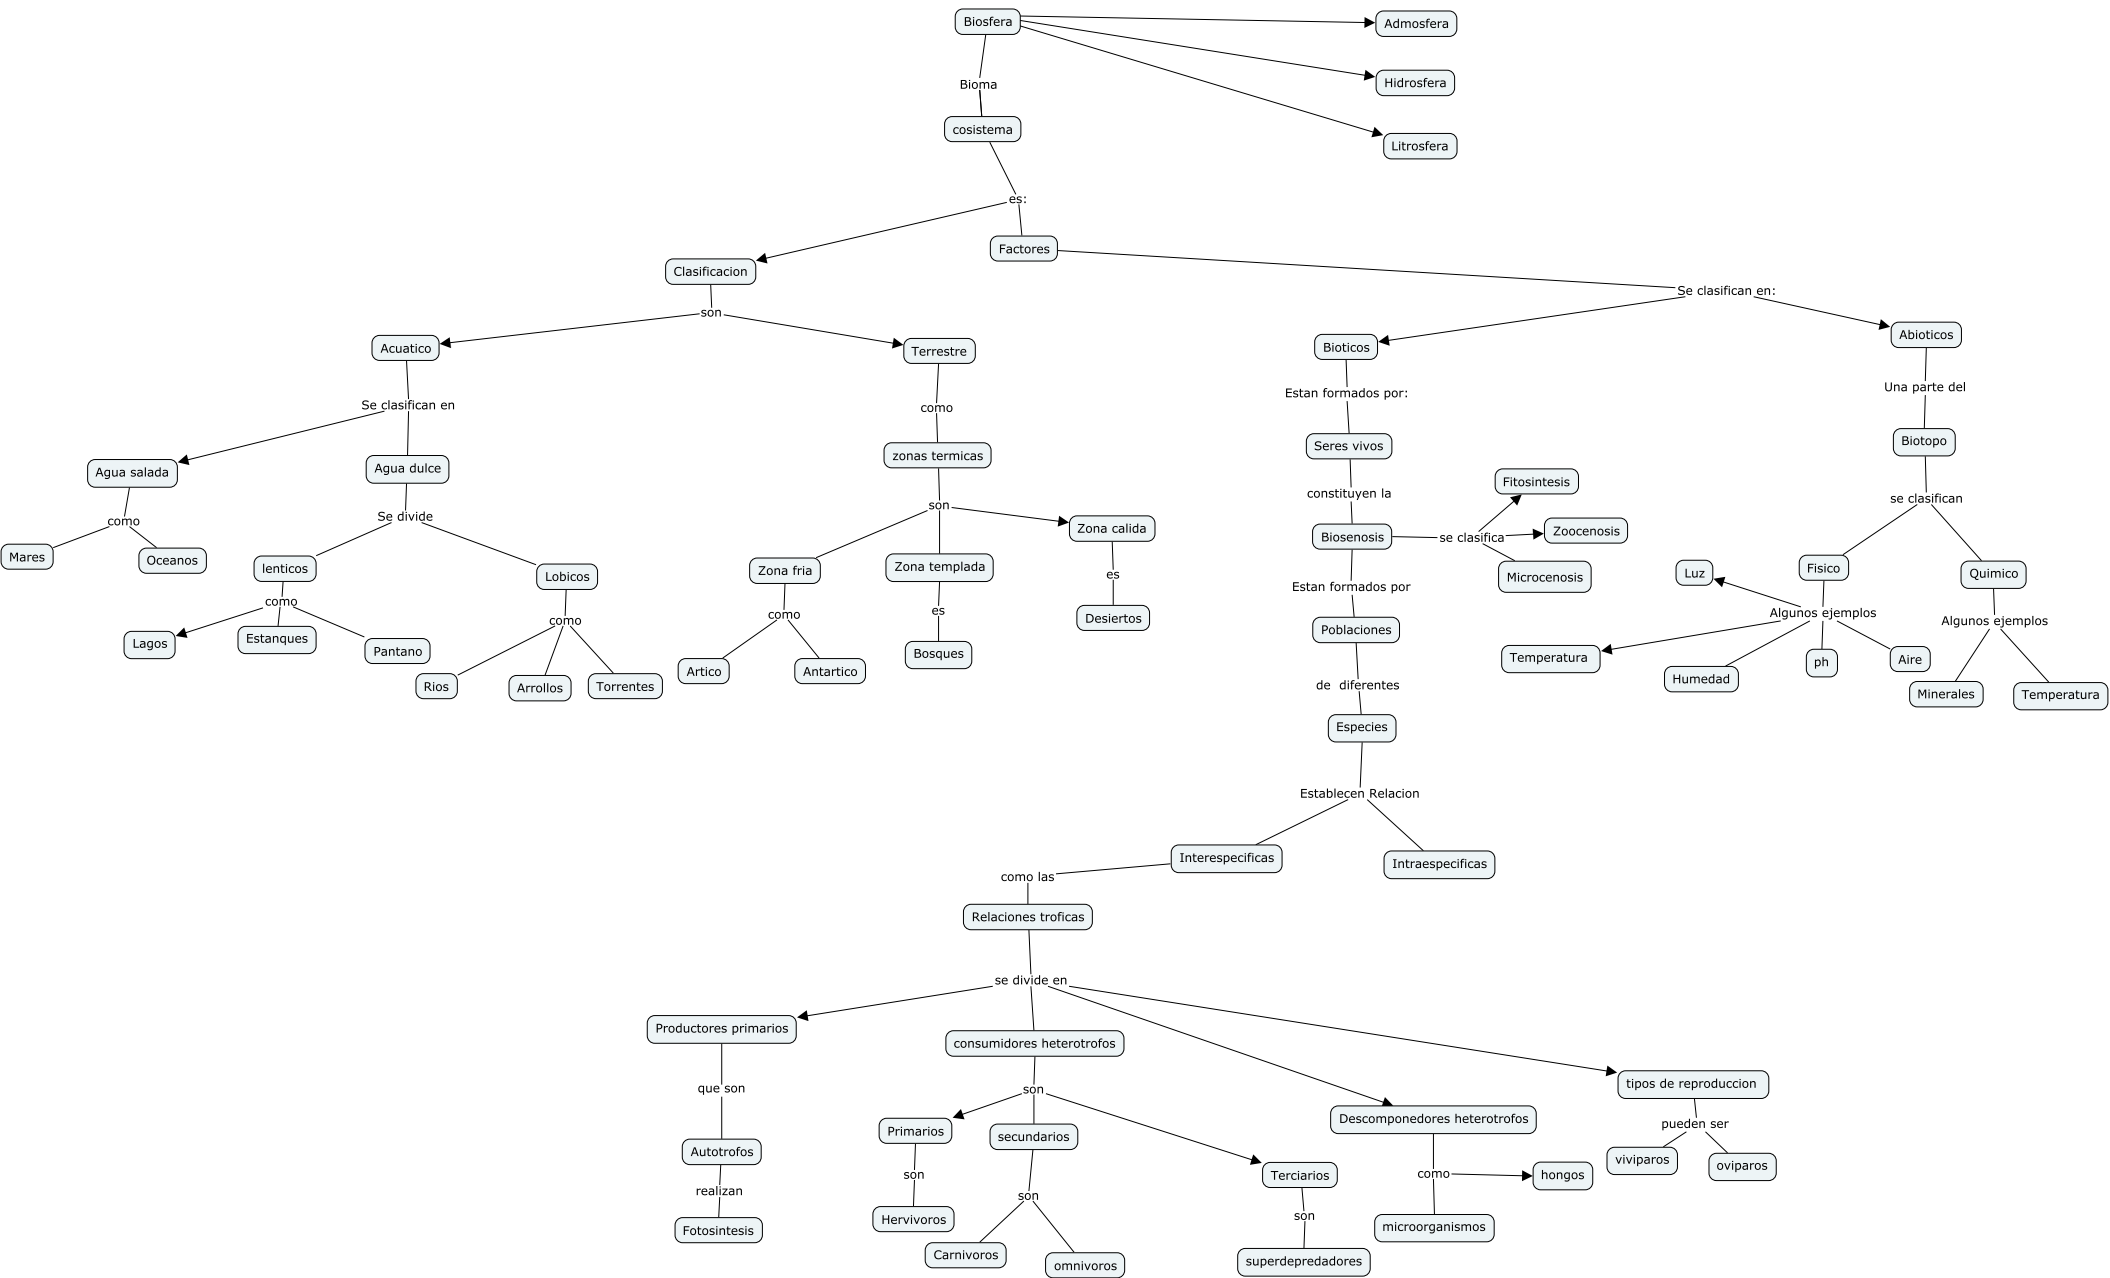 Biosfera
Admosfera
Bioma
Hidrosfera
cosistema
Litrosfera
es:
Factores
Clasificacion
Se clasifican en:
son
Acuatico
Terrestre
Bioticos
Abioticos
Se clasifican en
como
Estan formados por:
Una parte del
Agua salada
Agua dulce
zonas termicas
Seres vivos
Biotopo
como
Se divide
son
constituyen la
Fitosintesis
se clasifican
Mares
Oceanos
Zona calida
Biosenosis
se clasifica
Zoocenosis
lenticos
Lobicos
Zona fria
Zona templada
es
Microcenosis
Luz
Fisico
Quimico
como
como
como
es
Desiertos
Estan formados por
Algunos ejemplos
Algunos ejemplos
Lagos
Estanques
Pantano
Bosques
Poblaciones
Temperatura
Humedad
ph
Aire
Rios
Arrollos
Torrentes
Artico
Antartico
de  diferentes
Minerales
Temperatura
Especies
Establecen Relacion
Interespecificas
Intraespecificas
como las
Relaciones troficas
se divide en
Productores primarios
consumidores heterotrofos
tipos de reproduccion
que son
son
Descomponedores heterotrofos
pueden ser
Primarios
secundarios
Autotrofos
Terciarios
como
hongos
viviparos
oviparos
realizan
son
son
son
Fotosintesis
Hervivoros
microorganismos
Carnivoros
omnivoros
superdepredadores